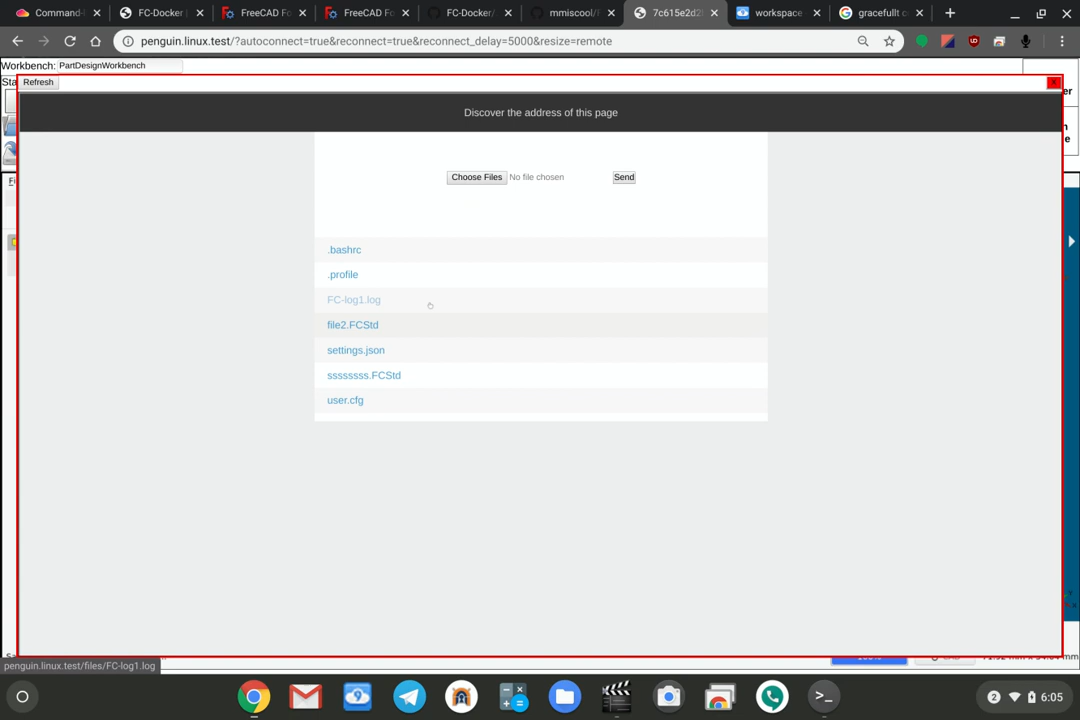 Command-
FC-Docker
FreeCAD Fo
FreeCAD Fo
FC-Docker/
mmiscool/
7c615e2d2
workspace
gracefullt c
penguin.linux.test/?autoconnect=true&reconnect=true&reconnect_delay=5000&resize=remote
Workbench: PartDesignWorkbench
Refresh
X
Discover the address of this page
Choose Files No file chosen
Send
.bashrc
.profile
FC-log1.log
file2.FCStd
settings.json
ssssssss.FCStd
user.cfg
penguin.linux.test/files/FC-log1.log
2
6:05